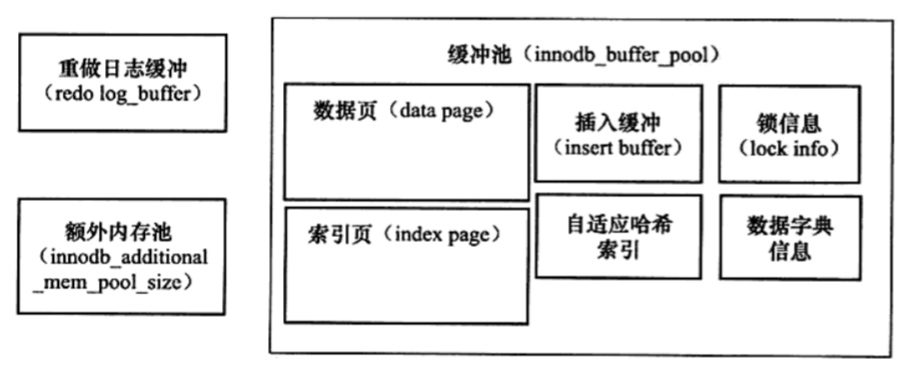 重做日志缓冲
（redo log_buffer）
额外内存池
（innodb_additional
_mem_pool_size）
缓冲池（innodb_buffer_pool）
数据页（data page）
插入缓冲
（insert buffer）
锁信息
（lock info）
索引页（index page）
自适应哈希
索引
数据字典
信息